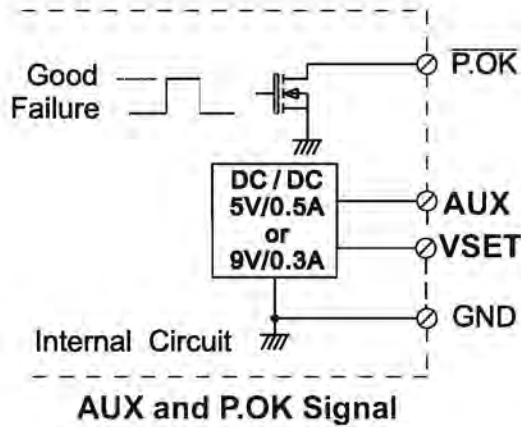 Good
Failure
P.OK
DC / DC
5V/0.5A
or
9V/0.3A
AUX
VSET
GND
Internal Circuit
AUX and P.OK Signal